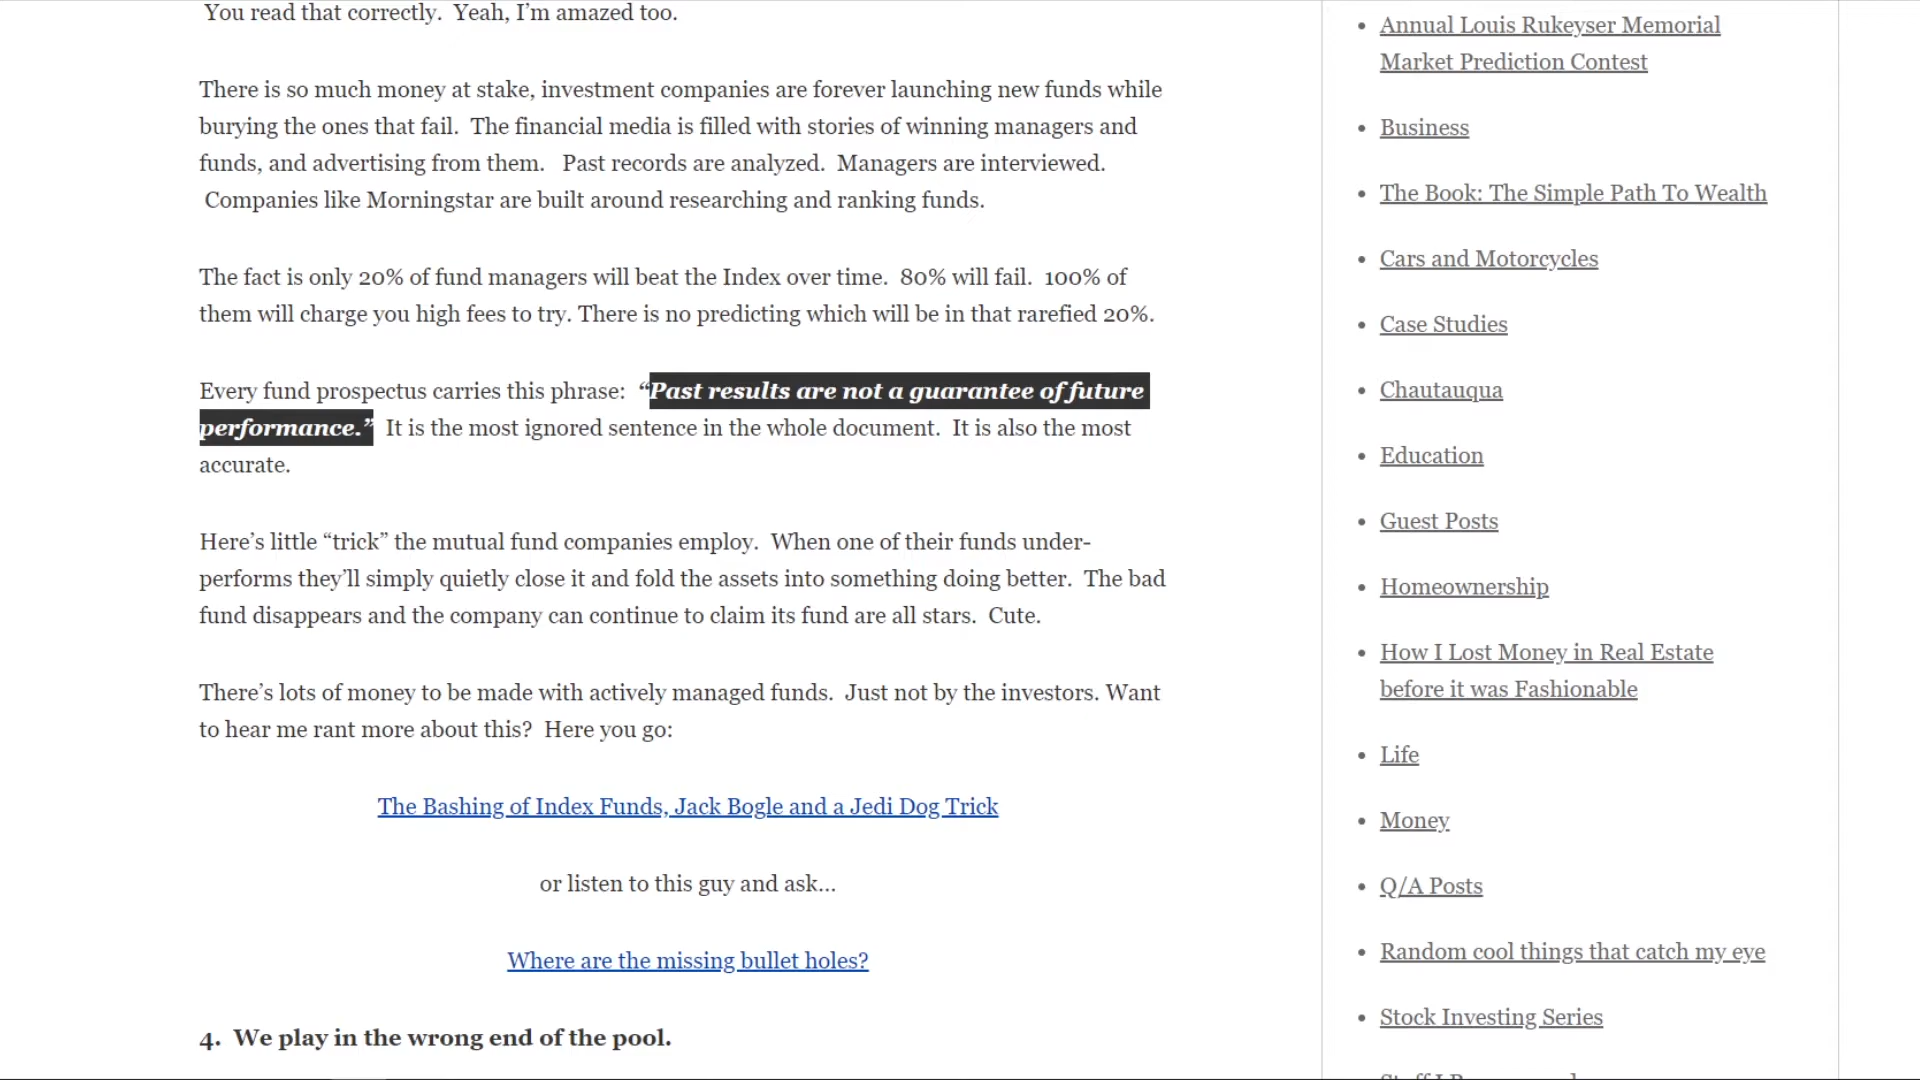 You read that correctly.  Yeah, I’m amazed too.
There is so much money at stake, investment companies are forever launching new funds while
burying the ones that fail.  The financial media is filled with stories of winning managers and
funds, and advertising from them.   Past records are analyzed.  Managers are interviewed.
Companies like Morningstar are built around researching and ranking funds.
The fact is only 20% of fund managers will beat the Index over time.  80% will fail.  100% of
them will charge you high fees to try. There is no predicting which will be in that rarefied 20%.
Every fund prospectus carries this phrase:  “Past results are not a guarantee of future
performance.”  It is the most ignored sentence in the whole document.  It is also the most
accurate.
Here’s little “trick” the mutual fund companies employ.  When one of their funds under-
performs they’ll simply quietly close it and fold the assets into something doing better.  The bad
fund disappears and the company can continue to claim its fund are all stars.  Cute.
There’s lots of money to be made with actively managed funds.  Just not by the investors. Want
to hear me rant more about this?  Here you go:
The Bashing of Index Funds, Jack Bogle and a Jedi Dog Trick
or listen to this guy and ask…
Where are the missing bullet holes?
4.  We play in the wrong end of the pool.
• Annual Louis Rukeyser Memorial
Market Prediction Contest
• Business
• The Book: The Simple Path To Wealth
• Cars and Motorcycles
• Case Studies
• Chautauqua
• Education
• Guest Posts
• Homeownership
• How I Lost Money in Real Estate
before it was Fashionable
• Life
• Money
• Q/A Posts
• Random cool things that catch my eye
• Stock Investing Series